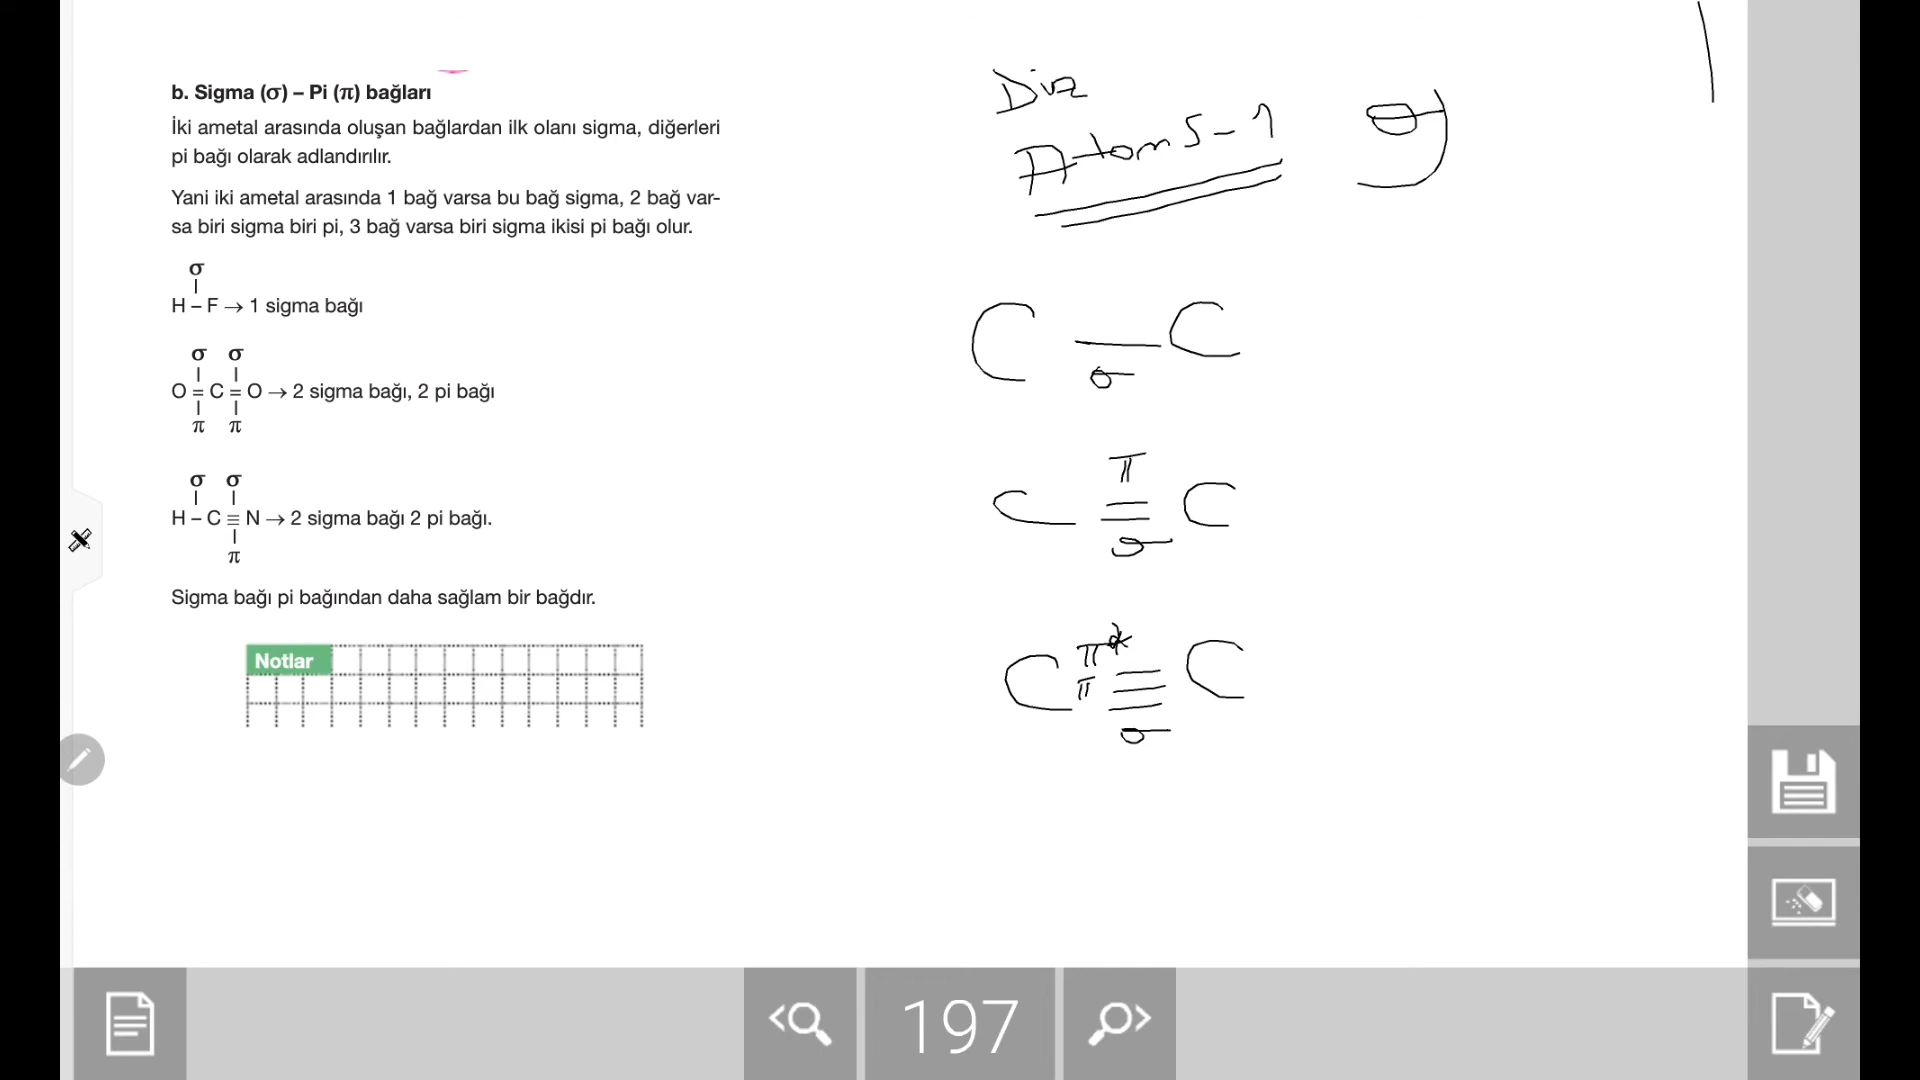 b. Sigma (σ) – Pi (π) bağları
İki ametal arasında oluşan bağlardan ilk olanı sigma, diğerleri
pi bağı olarak adlandırılır.
Yani iki ametal arasında 1 bağ varsa bu bağ sigma, 2 bağ var-
sa biri sigma biri pi, 3 bağ varsa biri sigma ikisi pi bağı olur.
σ
H – F → 1 sigma bağı
σ σ
O = C = O → 2 sigma bağı, 2 pi bağı
π π
σ σ
H – C ≡ N → 2 sigma bağı 2 pi bağı.
π
Sigma bağı pi bağından daha sağlam bir bağdır.
Notlar
Atom S-1
C — C
σ
π
C = C
σ
π
C π ≡ C
σ
197